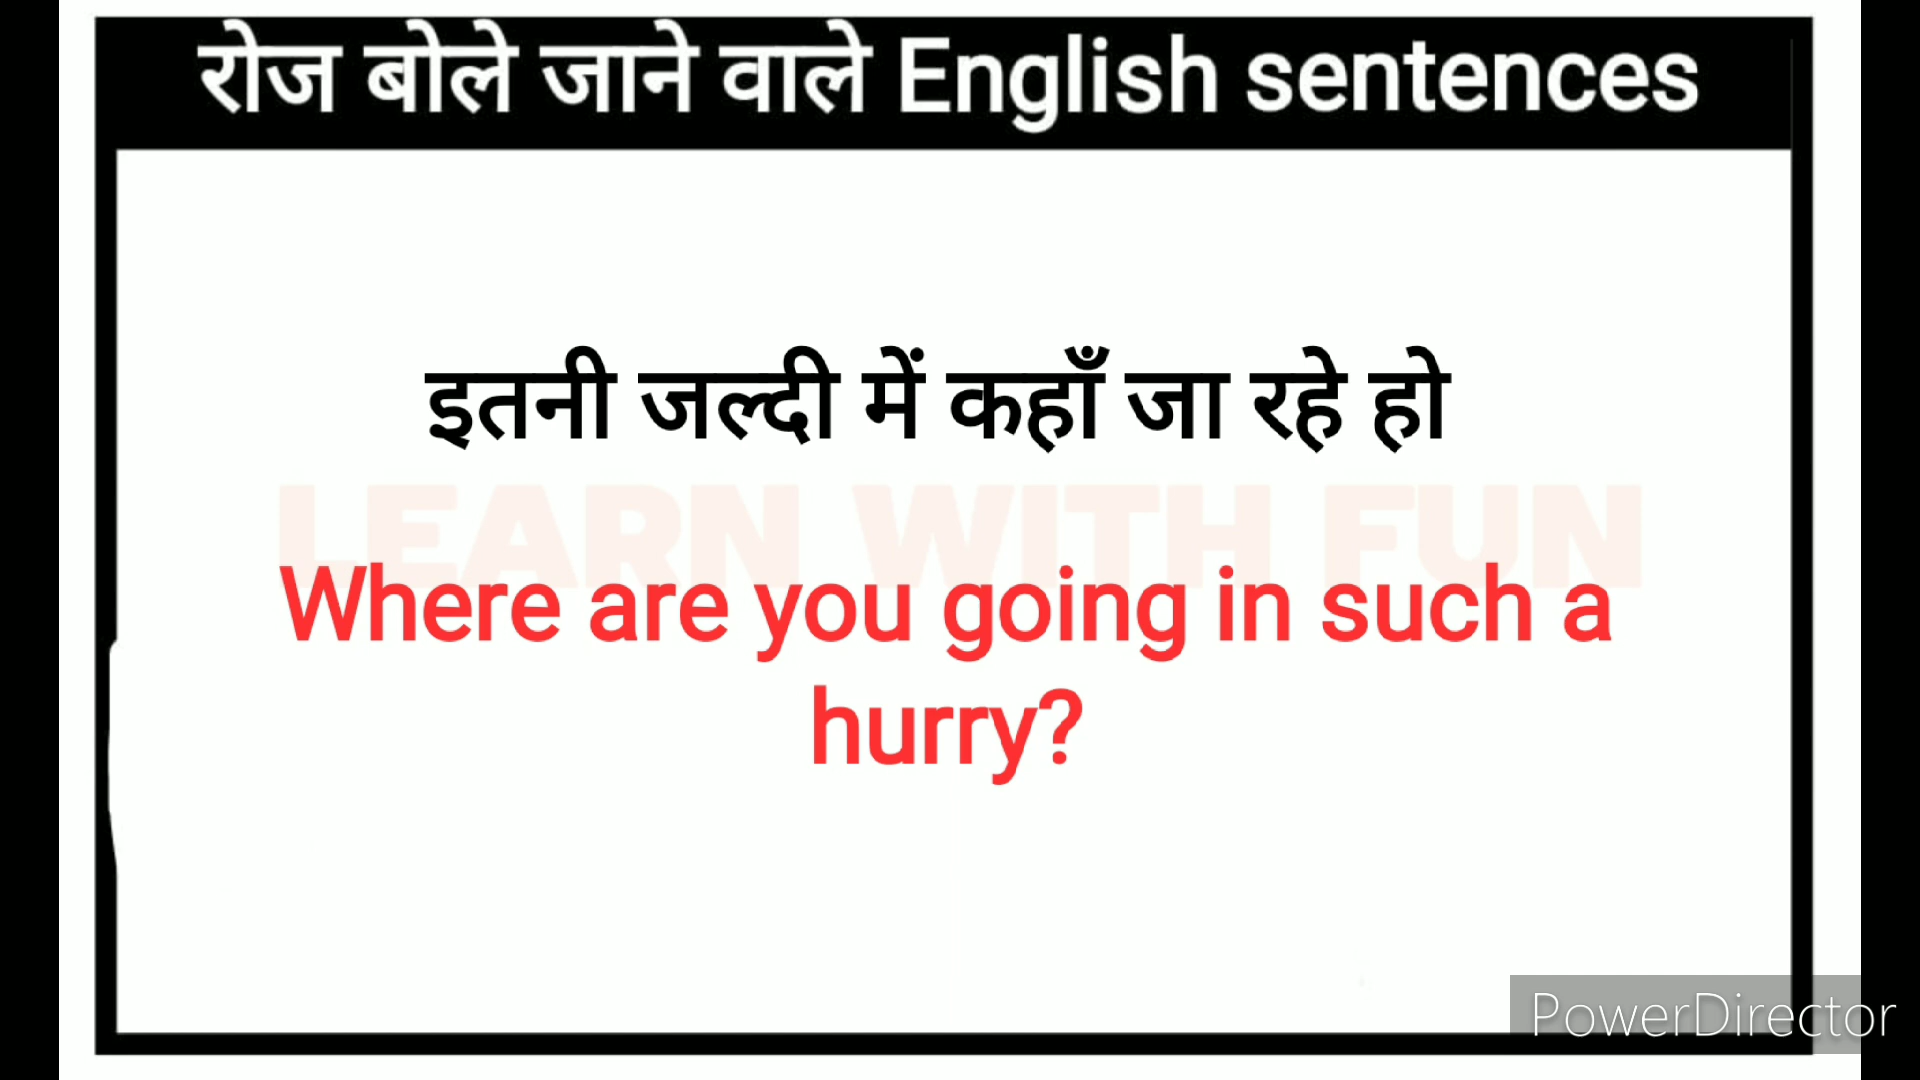 रोज बोले जाने वाले English sentences
इतनी जल्दी में कहाँ जा रहे हो
LEARN WITH FUN
Where are you going in such a
hurry?
PowerDirector